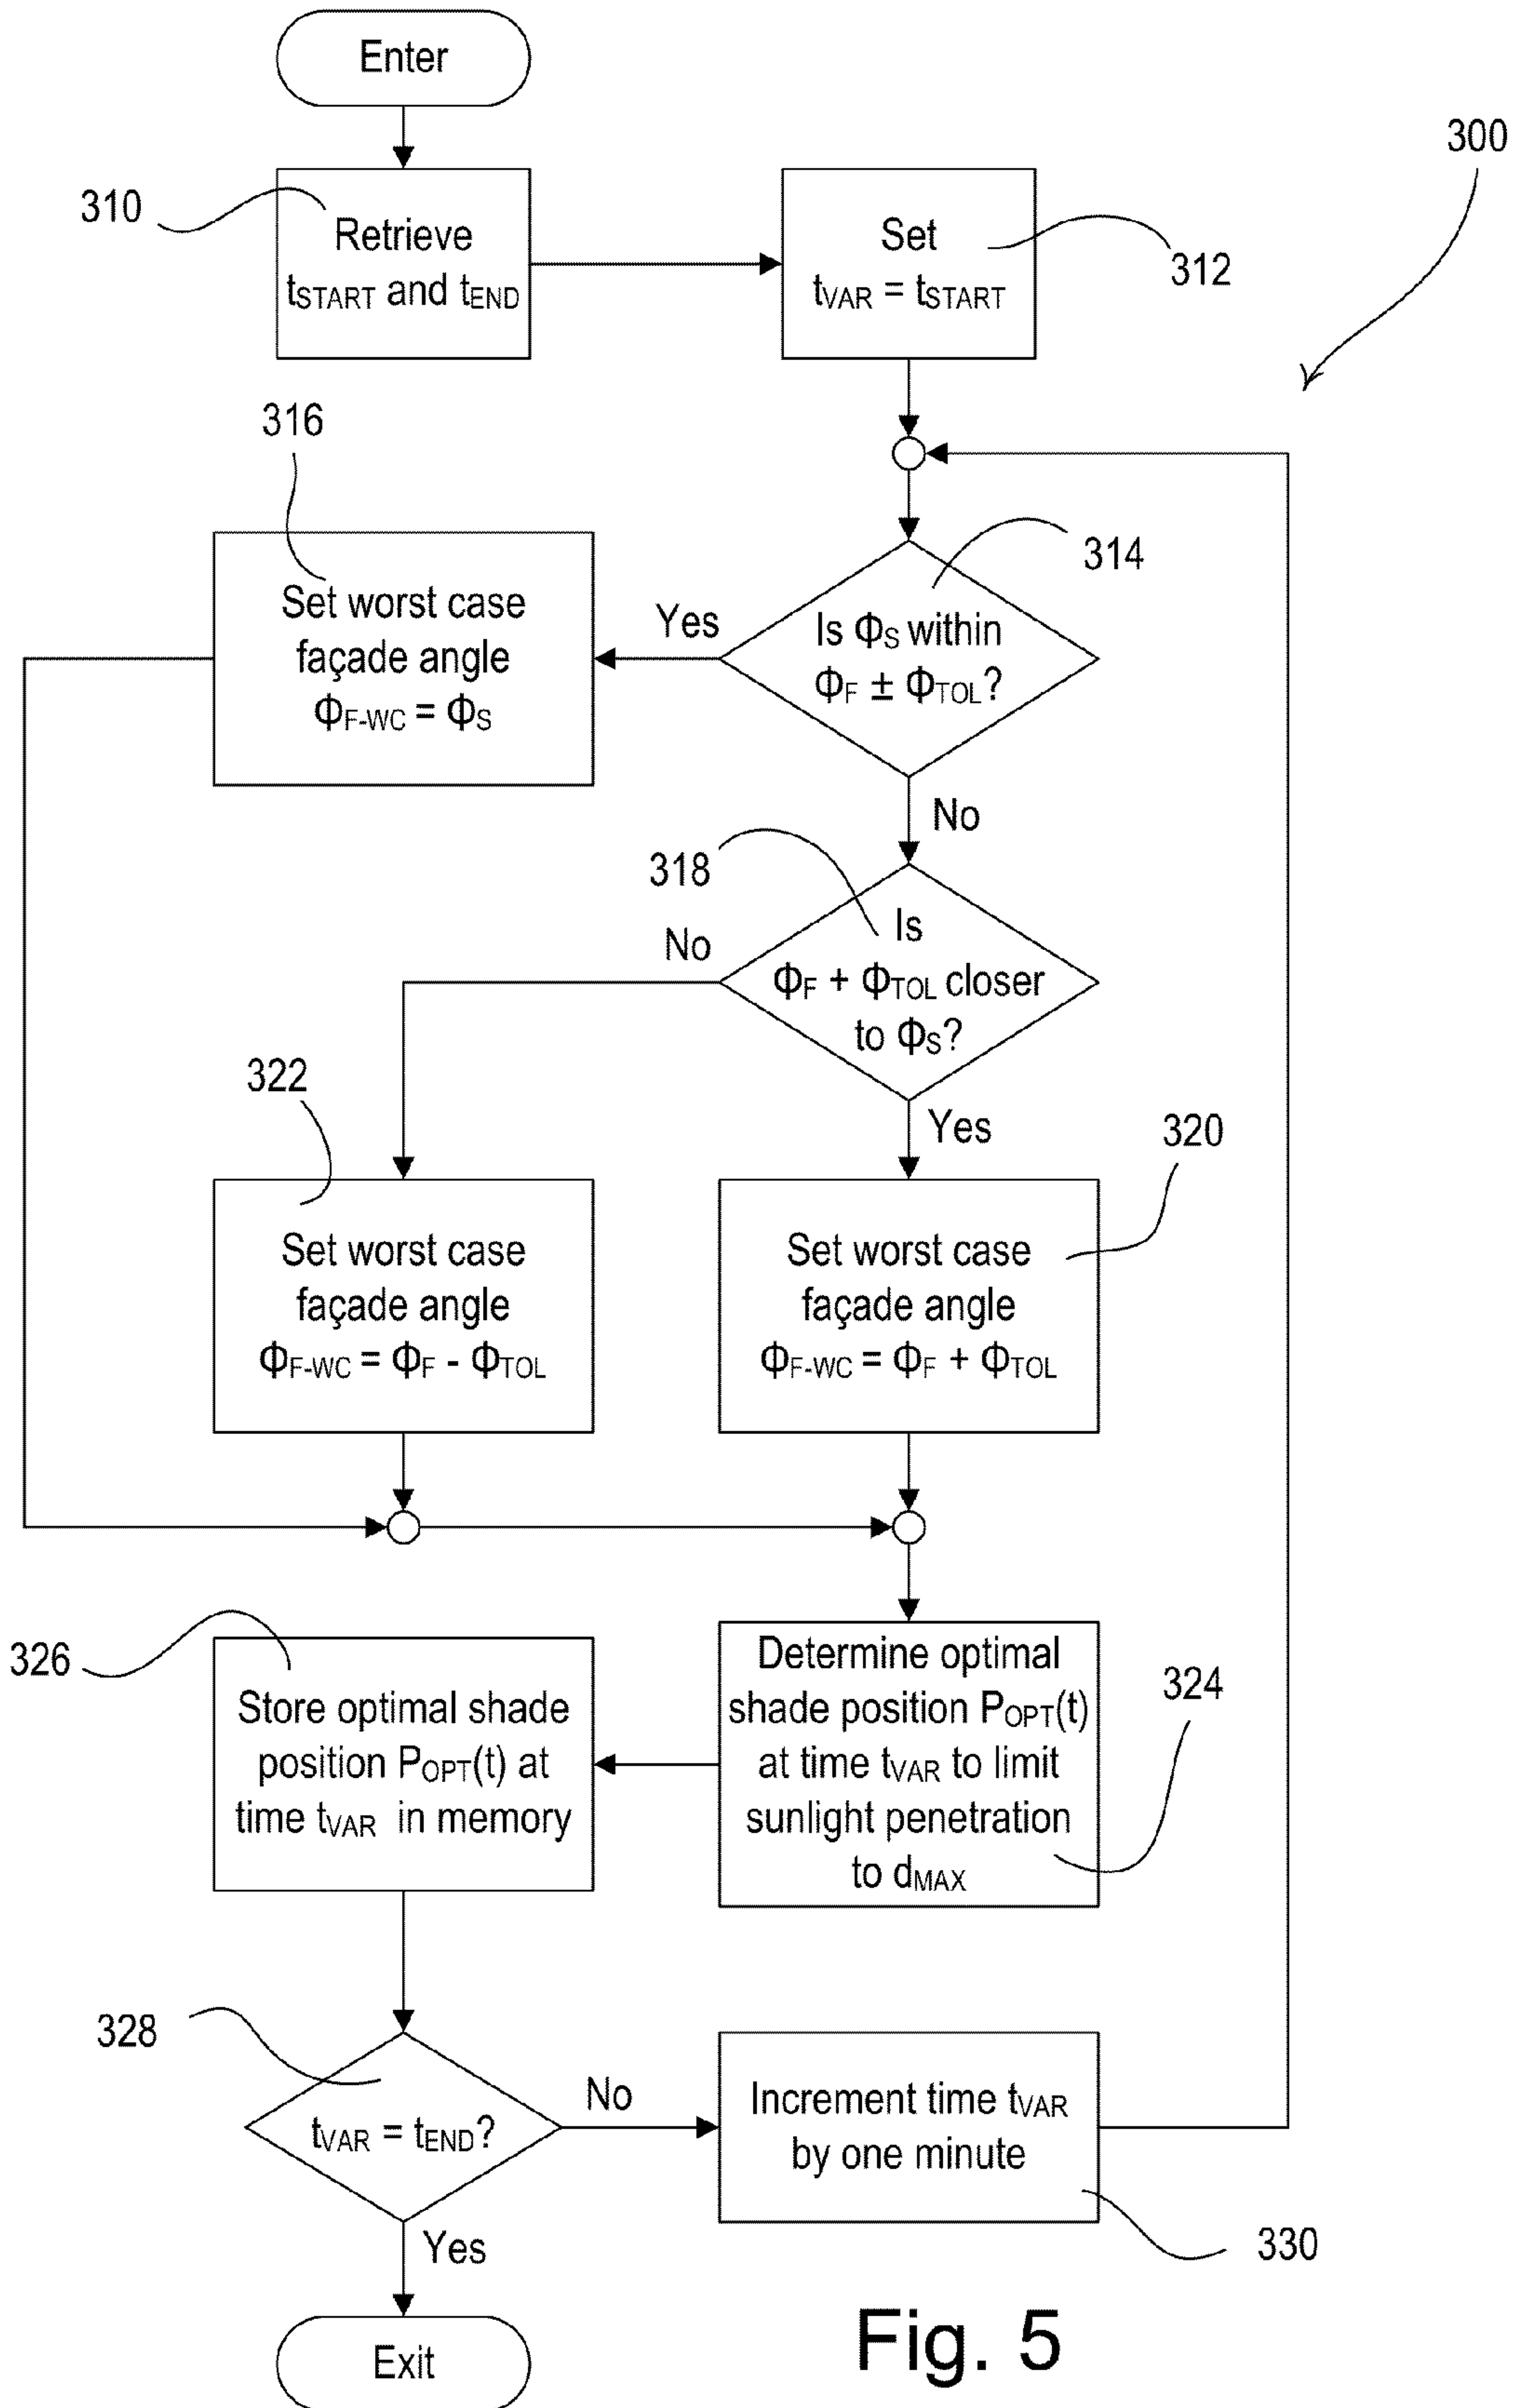 Enter
300
310
Retrieve
tSTART and tEND
Set
tVAR = tSTART
312
316
314
Set worst case
façade angle
ΦF-WC = ΦS
Yes
Is ΦS within
ΦF ± ΦTOL?
No
318
No
Is
ΦF + ΦTOL closer
to ΦS?
322
Yes
320
Set worst case
façade angle
ΦF-WC = ΦF - ΦTOL
Set worst case
façade angle
ΦF-WC = ΦF + ΦTOL
326
Store optimal shade
position POPT(t) at
time tVAR in memory
Determine optimal
shade position POPT(t)
at time tVAR to limit
sunlight penetration
to dMAX
324
328
tVAR = tEND?
No
Increment time tVAR
by one minute
330
Yes
Exit
Fig. 5